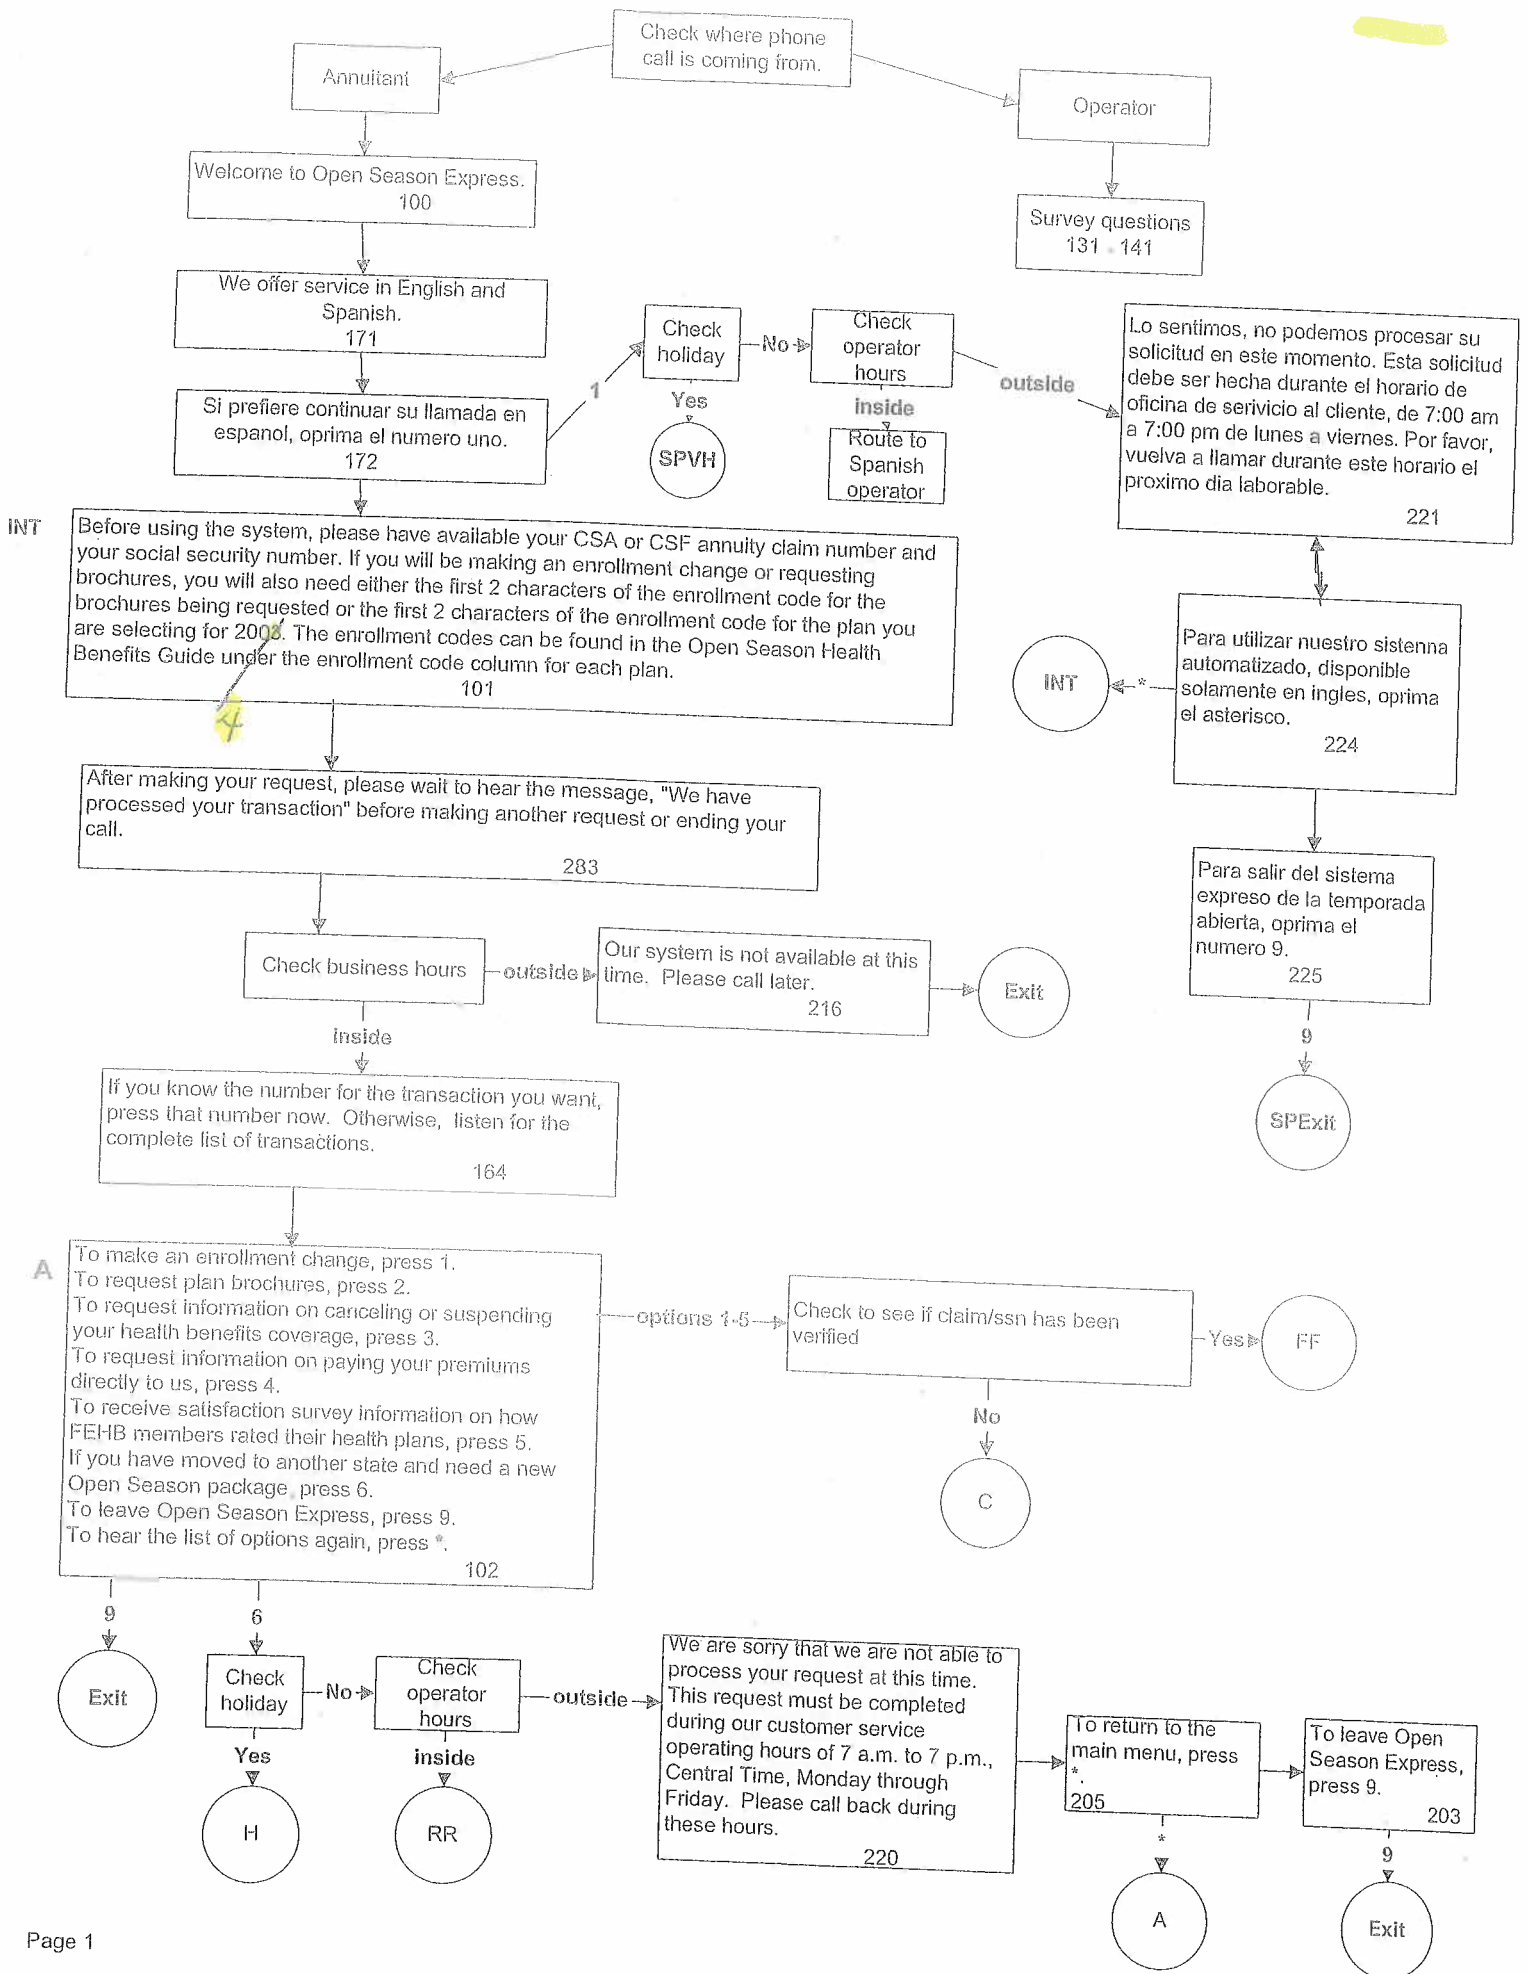 Check where phone
call is coming from.
Annuitant
Operator
Welcome to Open Season Express.
100
Survey questions
131 - 141
We offer service in English and
Spanish.
171
Check
holiday
No
Check
operator
hours
outside
Lo sentimos, no podemos procesar su
solicitud en este momento. Esta solicitud
debe ser hecha durante el horario de
oficina de serivicio al cliente, de 7:00 am
a 7:00 pm de lunes a viernes. Por favor,
vuelva a llamar durante este horario el
proximo dia laborable.
221
1
Yes
inside
Si prefiere continuar su llamada en
espanol, oprima el numero uno.
172
SPVH
Route to
Spanish
operator
INT
Before using the system, please have available your CSA or CSF annuity claim number and
your social security number. If you will be making an enrollment change or requesting
brochures, you will also need either the first 2 characters of the enrollment code for the
brochures being requested or the first 2 characters of the enrollment code for the plan you
are selecting for 2003. The enrollment codes can be found in the Open Season Health
Benefits Guide under the enrollment code column for each plan.
101
4
INT
*
Para utilizar nuestro sistenna
automatizado, disponible
solamente en ingles, oprima
el asterisco.
224
After making your request, please wait to hear the message, "We have
processed your transaction" before making another request or ending your
call.
283
Para salir del sistema
expreso de la temporada
abierta, oprima el
numero 9.
225
Check business hours
outside
Our system is not available at this
time. Please call later.
216
Exit
inside
9
SPExit
If you know the number for the transaction you want,
press that number now. Otherwise, listen for the
complete list of transactions.
164
A
To make an enrollment change, press 1.
To request plan brochures, press 2.
To request information on canceling or suspending
your health benefits coverage, press 3.
To request information on paying your premiums
directly to us, press 4.
To receive satisfaction survey information on how
FEHB members rated their health plans, press 5.
If you have moved to another state and need a new
Open Season package, press 6.
To leave Open Season Express, press 9.
To hear the list of options again, press *.
102
options 1-5
Check to see if claim/ssn has been
verified
Yes
FF
No
C
9
6
Exit
Check
holiday
No
Check
operator
hours
outside
We are sorry that we are not able to
process your request at this time.
This request must be completed
during our customer service
operating hours of 7 a.m. to 7 p.m.,
Central Time, Monday through
Friday. Please call back during
these hours.
220
To return to the
main menu, press
*.
205
To leave Open
Season Express,
press 9.
203
Yes
inside
H
RR
*
9
A
Exit
Page 1